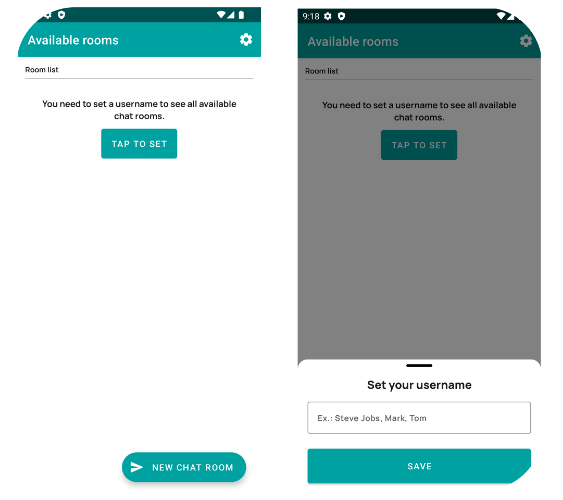 Available rooms
Room list
You need to set a username to see all available
chat rooms.
TAP TO SET
NEW CHAT ROOM
9:18
Available rooms
Room list
You need to set a username to see all available
chat rooms.
TAP TO SET
Set your username
Ex.: Steve Jobs, Mark, Tom
SAVE